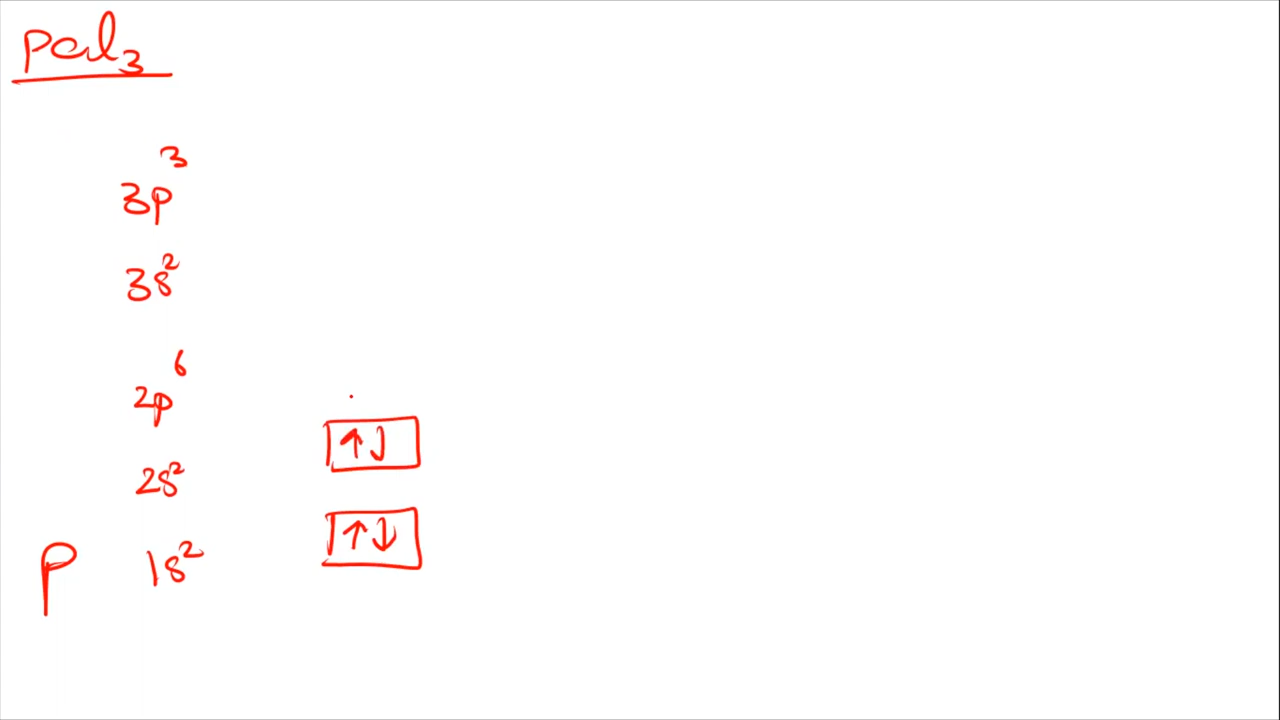 PCl₃
3p³
3s²
2p⁶
2s² ↑↓
P 1s² ↑↓